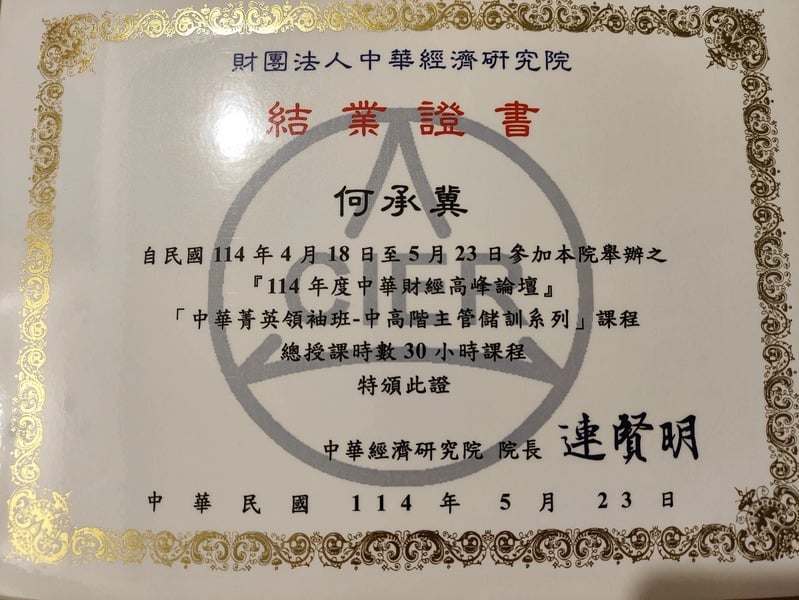 財團法人中華經濟研究院
結業證書
何承冀
自民國 114 年 4 月 18 日至 5 月 23 日參加本院舉辦之
『114 年度中華財經高峰論壇』
「中華菁英領袖班-中高階主管儲訓系列」課程
總授課時數 30 小時課程
特頒此證
CIER
中華經濟研究院 院長 連賢明
中華民國 114 年 5 月 23 日